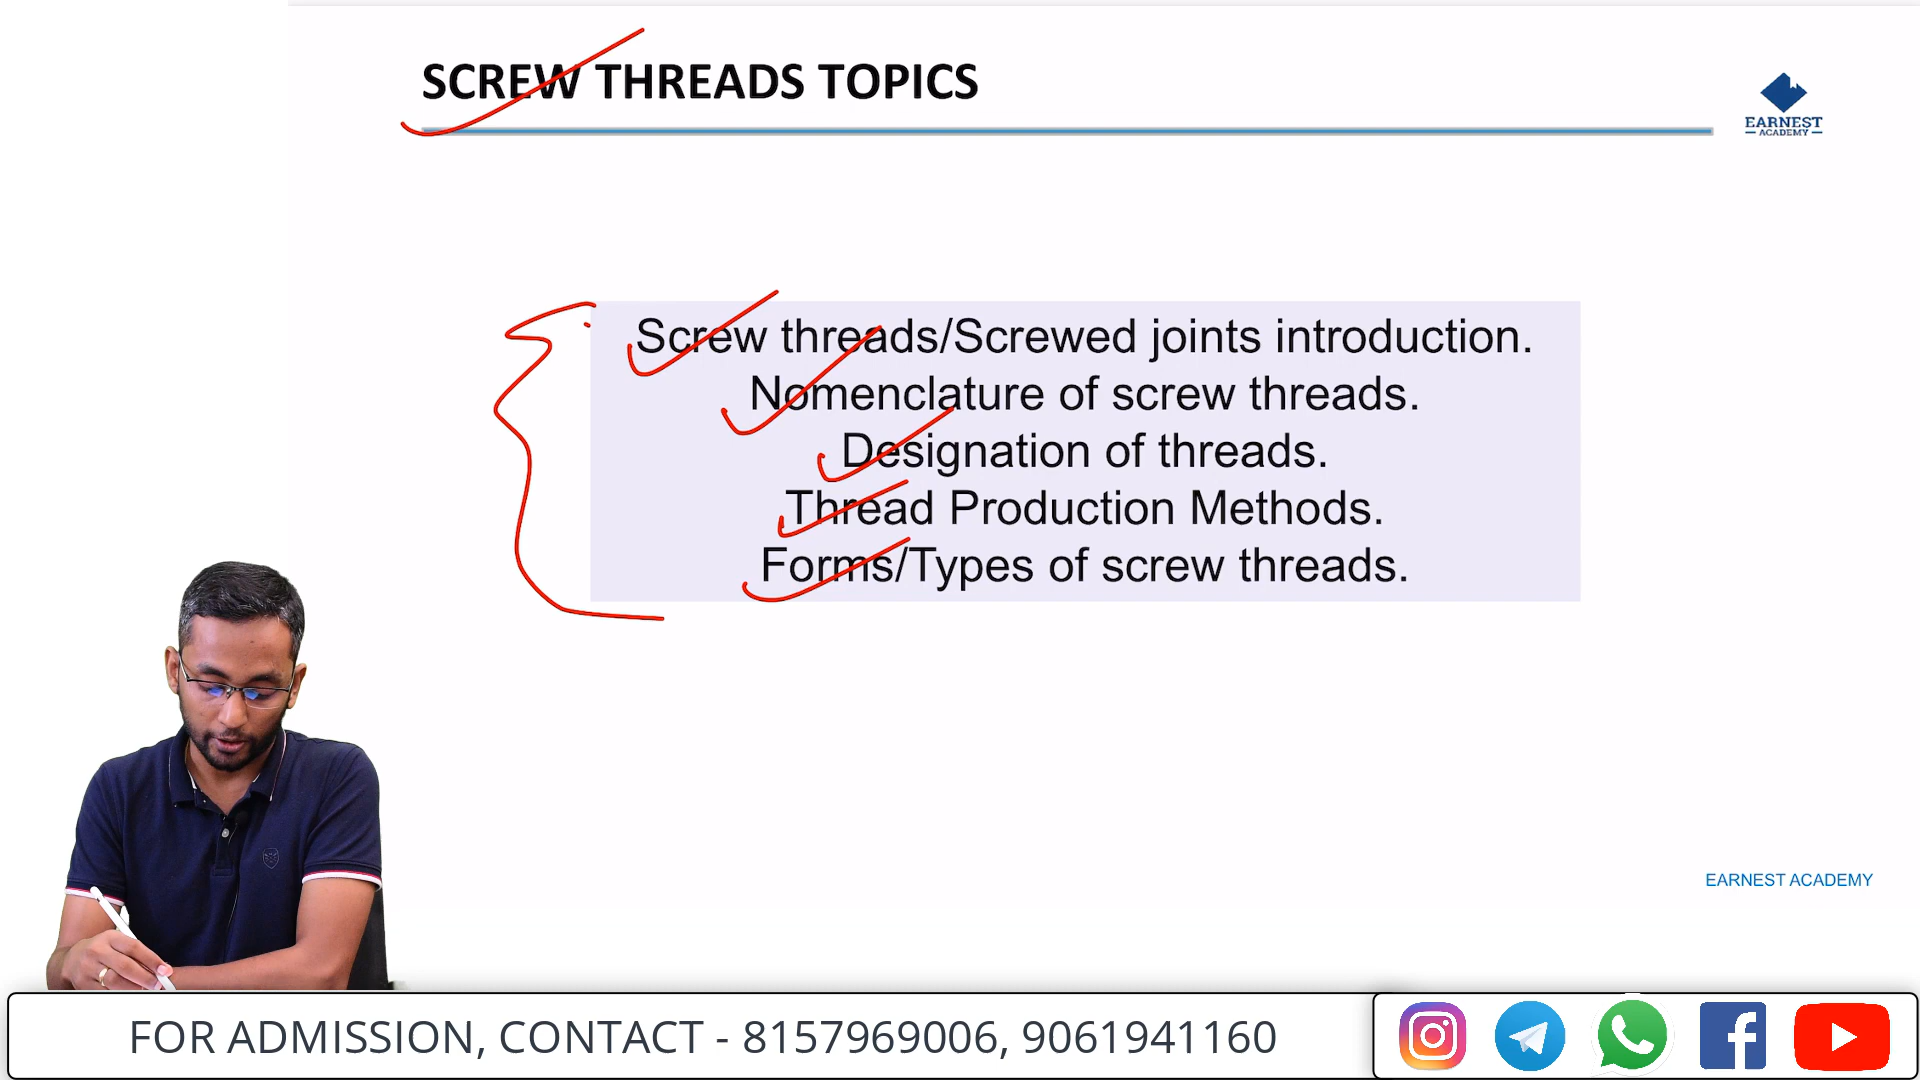 SCREW THREADS TOPICS
EARNEST
ACADEMY
Screw threads/Screwed joints introduction.
Nomenclature of screw threads.
Designation of threads.
Thread Production Methods.
Forms/Types of screw threads.
EARNEST ACADEMY
FOR ADMISSION, CONTACT - 8157969006, 9061941160